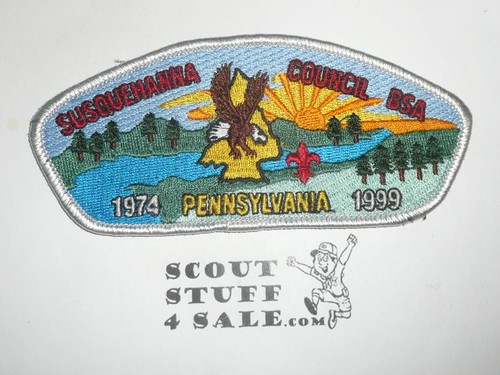 SUSQUEHANNA COUNCIL BSA
1974 PENNSYLVANIA 1999
SCOUT
STUFF
4 SALE.com